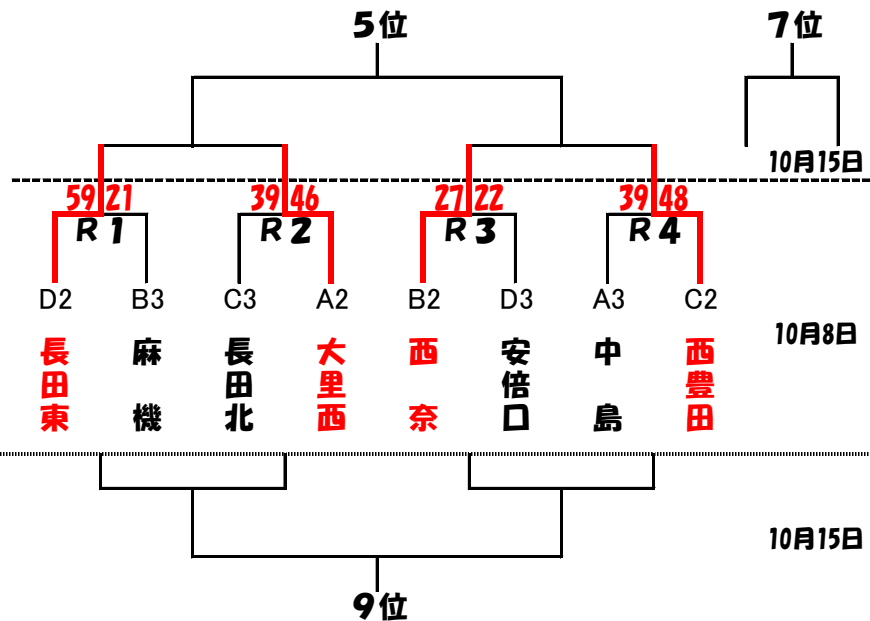 5位 7位
10月15日
59 21 39 46 27 22 39 48
R1 R2 R3 R4
D2 B3 C3 A2 B2 D3 A3 C2
10月8日
長田東
麻機
長田北
大里西
西奈
安倍口
中島
西豊田
10月15日
9位